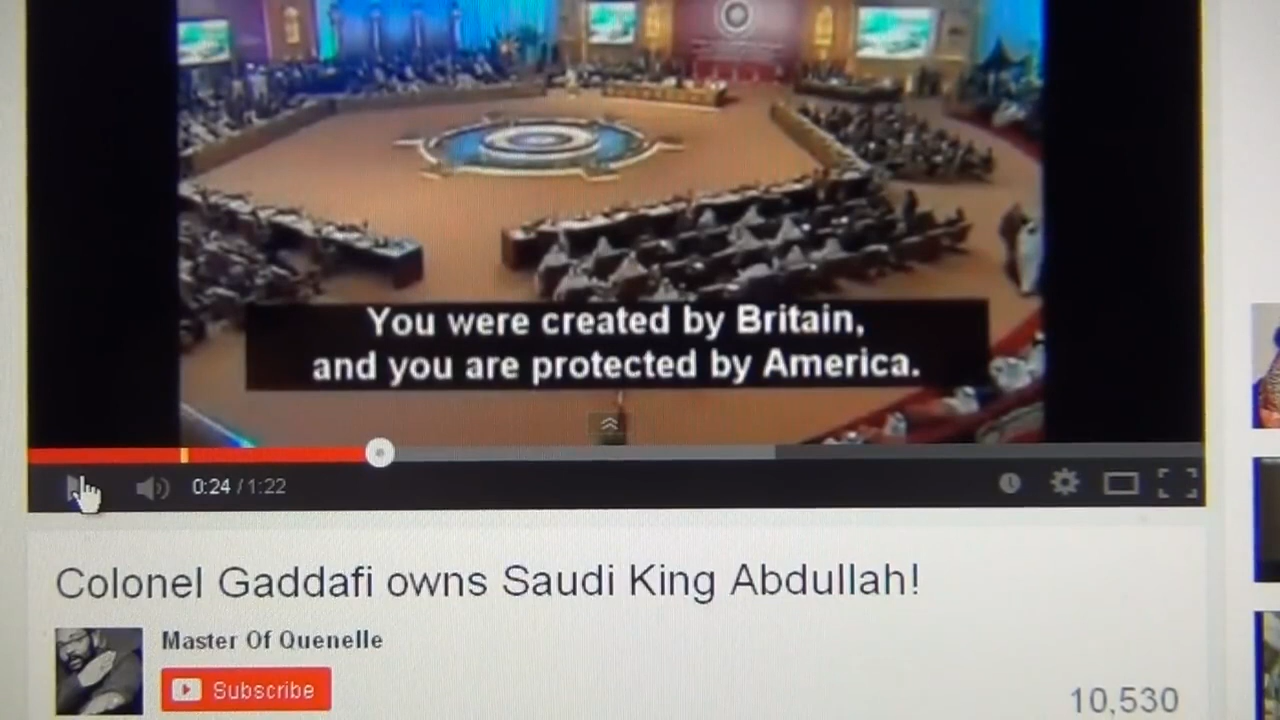 You were created by Britain,
and you are protected by America.
0:24 / 1:22
Colonel Gaddafi owns Saudi King Abdullah!
Master Of Quenelle
Subscribe
10,530